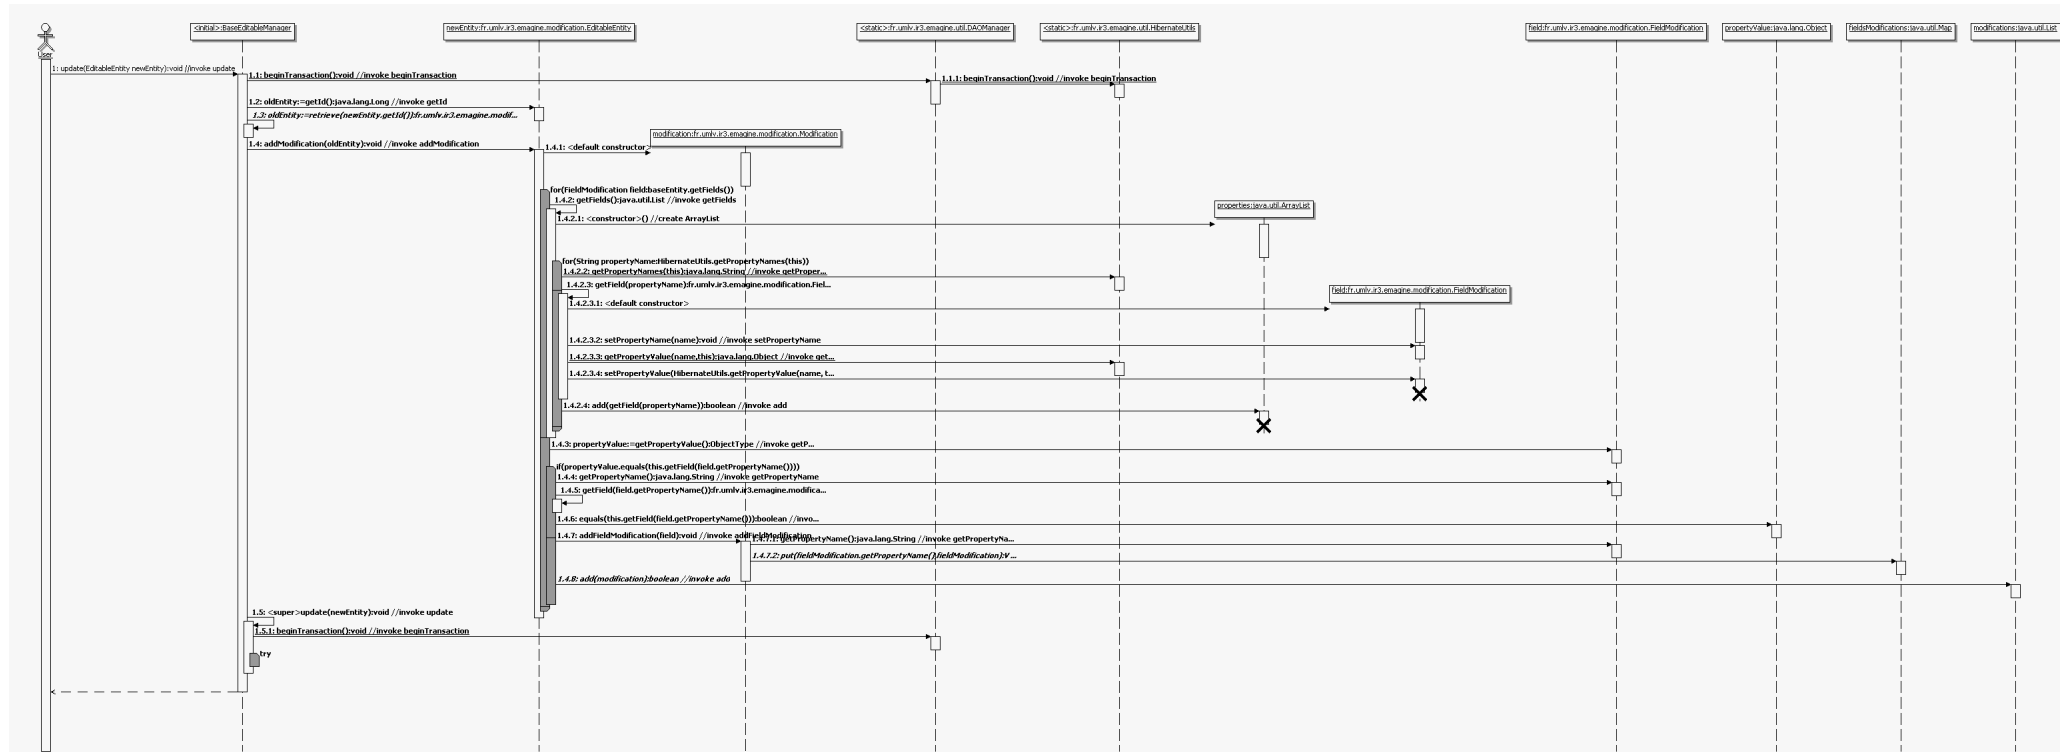 <initial>:BaseEditableManager
newEntity:fr.umlv.ir3.emagine.modification.EditableEntity
<static>:fr.umlv.ir3.emagine.util.DAOManager
<static>:fr.umlv.ir3.emagine.util.HibernateUtils
field:fr.umlv.ir3.emagine.modification.FieldModification
propertyValue:java.lang.Object
fieldsModifications:java.util.Map
modifications:java.util.List
User
1: update(EditableEntity newEntity):void //invoke update
1.1: beginTransaction():void //invoke beginTransaction
1.1.1: beginTransaction():void //invoke beginTransaction
1.2: oldEntity:=getId():java.lang.Long //invoke getId
1.3: oldEntity:=retrieve(newEntity.getId()):fr.umlv.ir3.emagine.modif...
modification:fr.umlv.ir3.emagine.modification.Modification
1.4: addModification(oldEntity):void //invoke addModification
1.4.1: <default constructor>
for(FieldModification field:baseEntity.getFields())
1.4.2: getFields():java.util.List //invoke getFields
properties:java.util.ArrayList
1.4.2.1: <constructor>() //create ArrayList
for(String propertyName:HibernateUtils.getPropertyNames(this))
1.4.2.2: getPropertyNames(this):java.lang.String //invoke getProper...
1.4.2.3: getField(propertyName):fr.umlv.ir3.emagine.modification.Fiel...
field:fr.umlv.ir3.emagine.modification.FieldModification
1.4.2.3.1: <default constructor>
1.4.2.3.2: setPropertyName(name):void //invoke setPropertyName
1.4.2.3.3: getPropertyValue(name,this):java.lang.Object //invoke get...
1.4.2.3.4: setPropertyValue(HibernateUtils.getPropertyValue(name, t...
1.4.2.4: add(getField(propertyName)):boolean //invoke add
1.4.3: propertyValue:=getPropertyValue():ObjectType //invoke getP...
if(propertyValue.equals(this.getField(field.getPropertyName())))
1.4.4: getPropertyName():java.lang.String //invoke getPropertyName
1.4.5: getField(field.getPropertyName()):fr.umlv.ir3.emagine.modifica...
1.4.6: equals(this.getField(field.getPropertyName())):boolean //invo...
1.4.7: addFieldModification(field):void //invoke addFieldModification
1.4.7.1: getPropertyName():java.lang.String //invoke getPropertyNa...
1.4.7.2: put(fieldModification.getPropertyName(),fieldModification):V ...
1.4.8: add(modification):boolean //invoke add
1.5: <super>update(newEntity):void //invoke update
1.5.1: beginTransaction():void //invoke beginTransaction
try